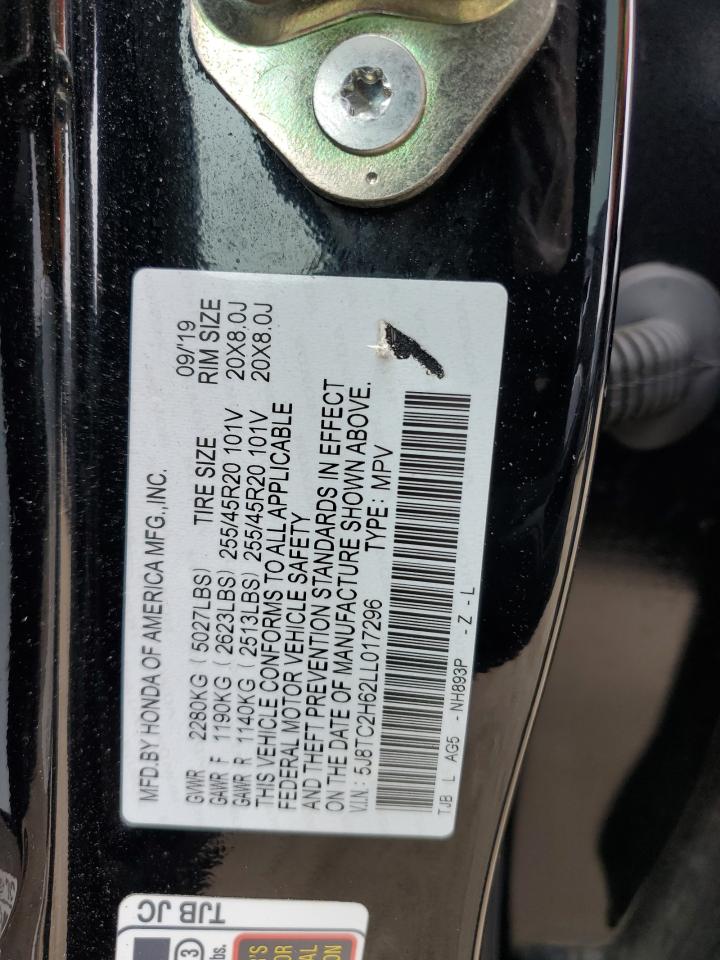 MFD.BY HONDA OF AMERICA MFG.,INC. 09/'19
GVWR 2280KG (5027LBS) TIRE SIZE RIM SIZE
GAWR F 1190KG (2623LBS) 255/45R20 101V 20X8.0J
GAWR R 1140KG (2513LBS) 255/45R20 101V 20X8.0J
THIS VEHICLE CONFORMS TO ALL APPLICABLE
FEDERAL MOTOR VEHICLE SAFETY
AND THEFT PREVENTION STANDARDS IN EFFECT
ON THE DATE OF MANUFACTURE SHOWN ABOVE.
V.I.N.: 5J8TC2H62LL017296 TYPE: MPV
TJB L AG5 -NH893P -Z -L
TJB JC
3